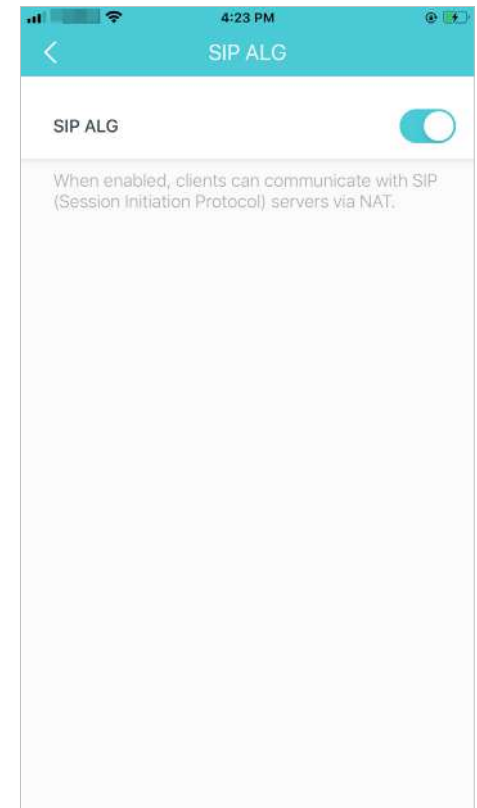 4:23 PM
SIP ALG
SIP ALG
When enabled, clients can communicate with SIP
(Session Initiation Protocol) servers via NAT.